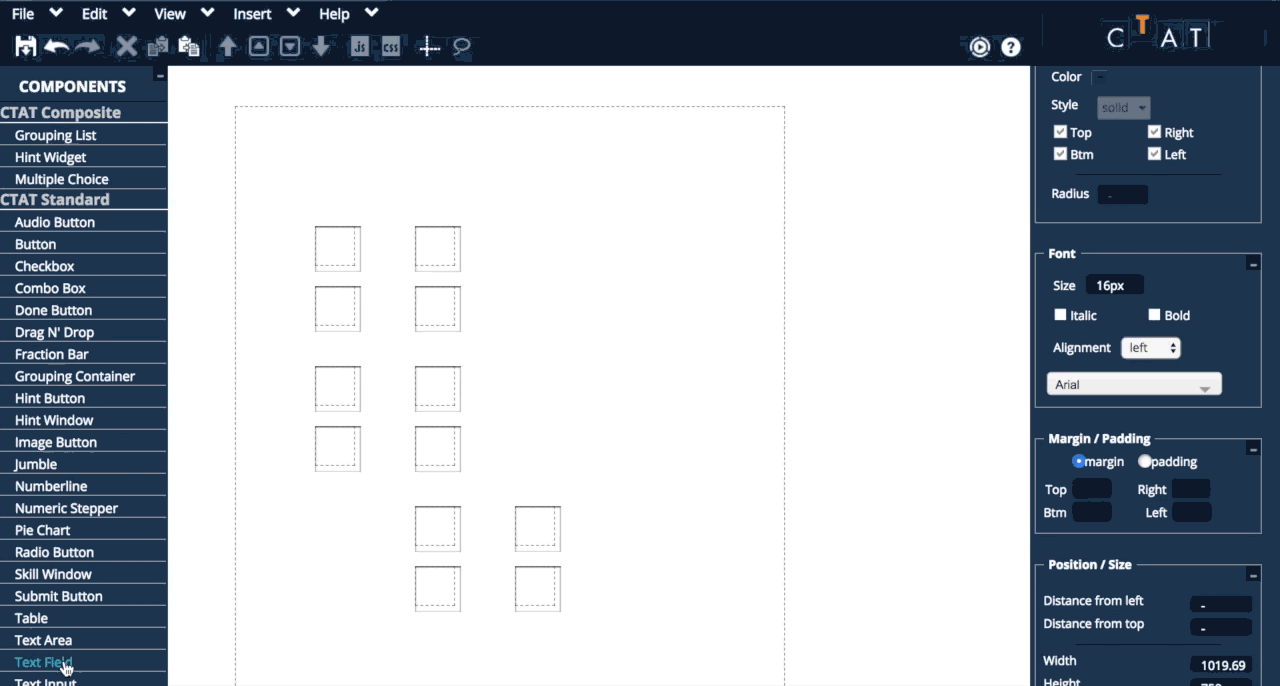 File Edit View Insert Help
js css ?
CTAT
COMPONENTS
CTAT Composite
Grouping List
Hint Widget
Multiple Choice
CTAT Standard
Audio Button
Button
Checkbox
Combo Box
Done Button
Drag N' Drop
Fraction Bar
Grouping Container
Hint Button
Hint Window
Image Button
Jumble
Numberline
Numeric Stepper
Pie Chart
Radio Button
Skill Window
Submit Button
Table
Text Area
Text Field
Text Input
Color -
Style solid
Top Right
Btm Left
Radius -
Font
Size 16px
Italic Bold
Alignment left
Arial
Margin / Padding
margin padding
Top Right
Btm Left
Position / Size
Distance from left -
Distance from top -
Width 1019.69
Height